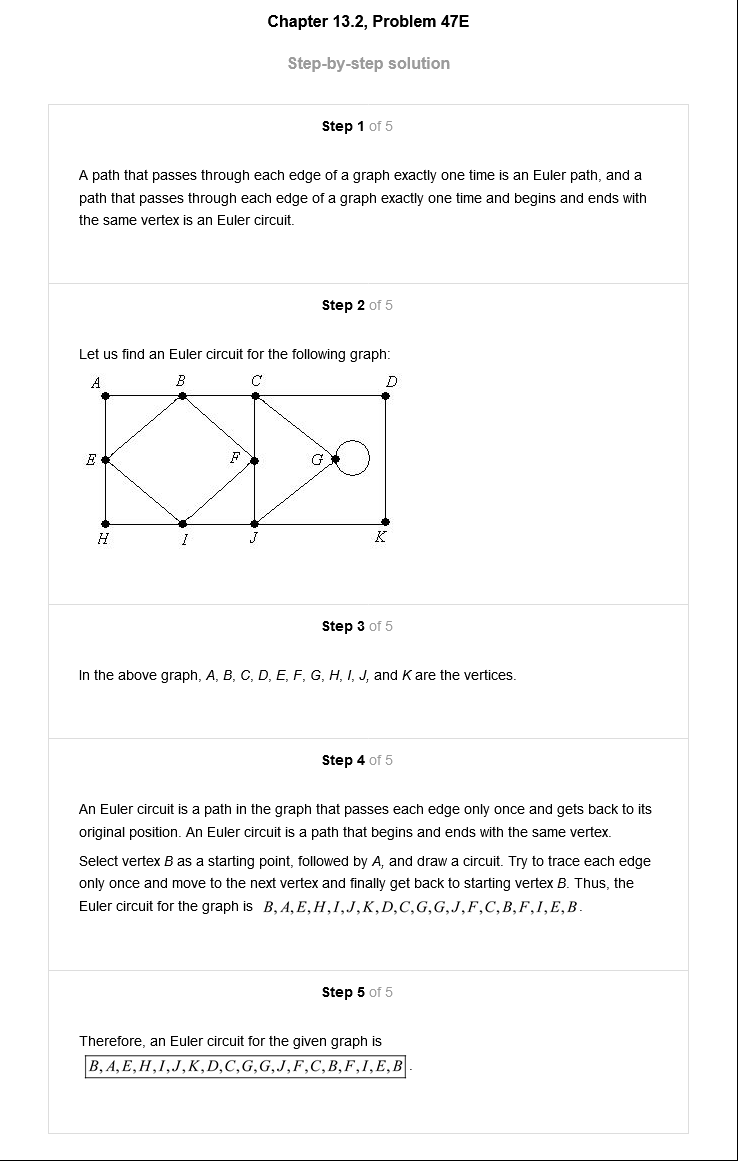 Chapter 13.2, Problem 47E
Step-by-step solution
Step 1 of 5
A path that passes through each edge of a graph exactly one time is an Euler path, and a
path that passes through each edge of a graph exactly one time and begins and ends with
the same vertex is an Euler circuit.
Step 2 of 5
Let us find an Euler circuit for the following graph:
A B C D
E F G
H I J K
Step 3 of 5
In the above graph, A, B, C, D, E, F, G, H, I, J, and K are the vertices.
Step 4 of 5
An Euler circuit is a path in the graph that passes each edge only once and gets back to its
original position. An Euler circuit is a path that begins and ends with the same vertex.
Select vertex B as a starting point, followed by A, and draw a circuit. Try to trace each edge
only once and move to the next vertex and finally get back to starting vertex B. Thus, the
Euler circuit for the graph is B,A,E,H,I,J,K,D,C,G,G,J,F,C,B,F,I,E,B.
Step 5 of 5
Therefore, an Euler circuit for the given graph is
B,A,E,H,I,J,K,D,C,G,G,J,F,C,B,F,I,E,B.